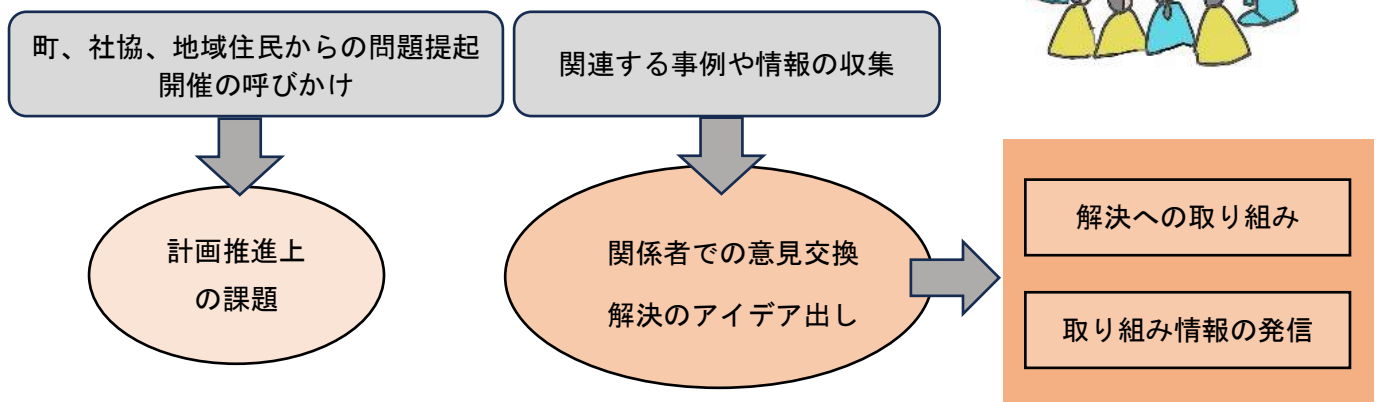 町、社協、地域住民からの問題提起
開催の呼びかけ
関連する事例や情報の収集
計画推進上
の課題
関係者での意見交換
解決のアイデア出し
解決への取り組み
取り組み情報の発信